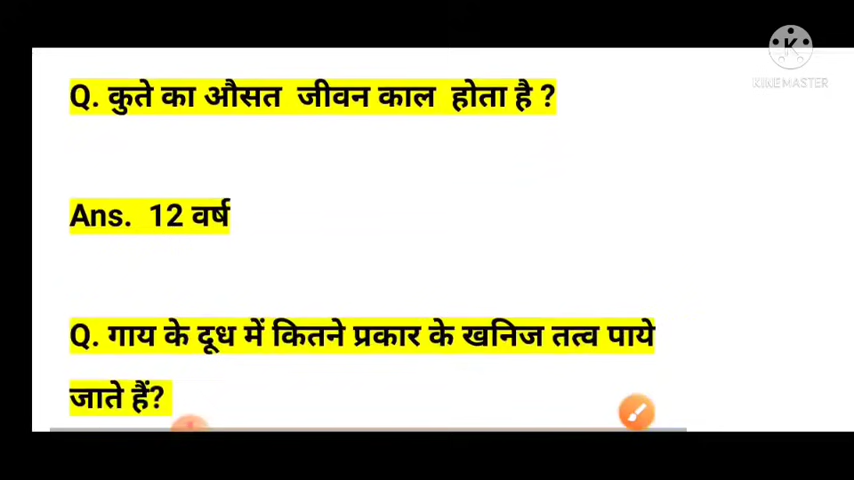 K
KINEMASTER
Q. कुते का औसत जीवन काल होता है ?
Ans. 12 वर्ष
Q. गाय के दूध में कितने प्रकार के खनिज तत्व पाये
जाते हैं?